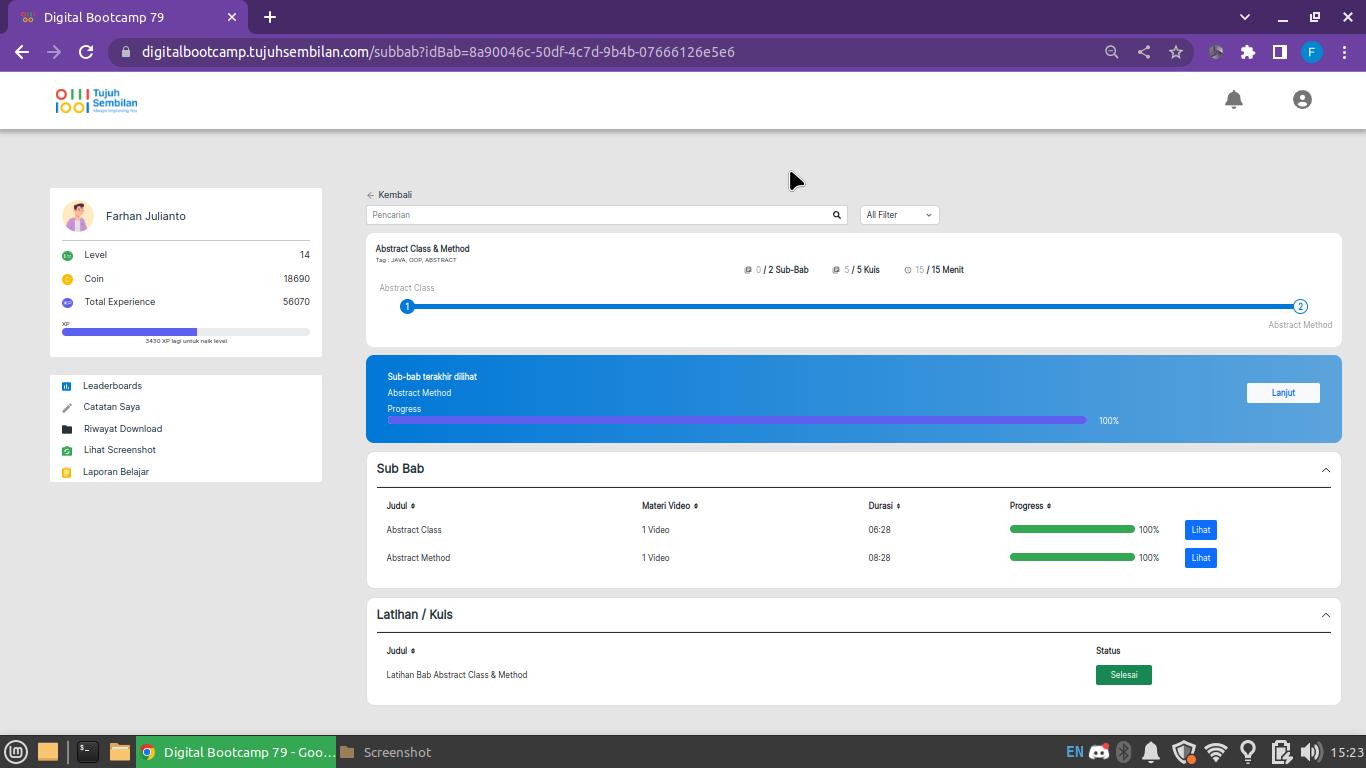 Digital Bootcamp 79
digitalbootcamp.tujuhsembilan.com/subbab?idBab=8a90046c-50df-4c7d-9b4b-07666126e5e6
F
Tujuh
Sembilan
Farhan Julianto
Level 14
Coin 18690
Total Experience 56070
XP
3430 XP lagi untuk naik level
Leaderboards
Catatan Saya
Riwayat Download
Lihat Screenshot
Laporan Belajar
Kembali
Pencarian All Filter
Abstract Class & Method
Tag : JAVA, OOP, ABSTRACT
0 / 2 Sub-Bab 5 / 5 Kuis 15 / 15 Menit
Abstract Class
1 2
Abstract Method
Sub-bab terakhir dilihat
Abstract Method
Lanjut
Progress
100%
Sub Bab
Judul Materi Video Durasi Progress
Abstract Class 1 Video 06:28 100% Lihat
Abstract Method 1 Video 08:28 100% Lihat
Latihan / Kuis
Judul Status
Latihan Bab Abstract Class & Method Selesai
Digital Bootcamp 79 - Goo... Screenshot EN 15:23